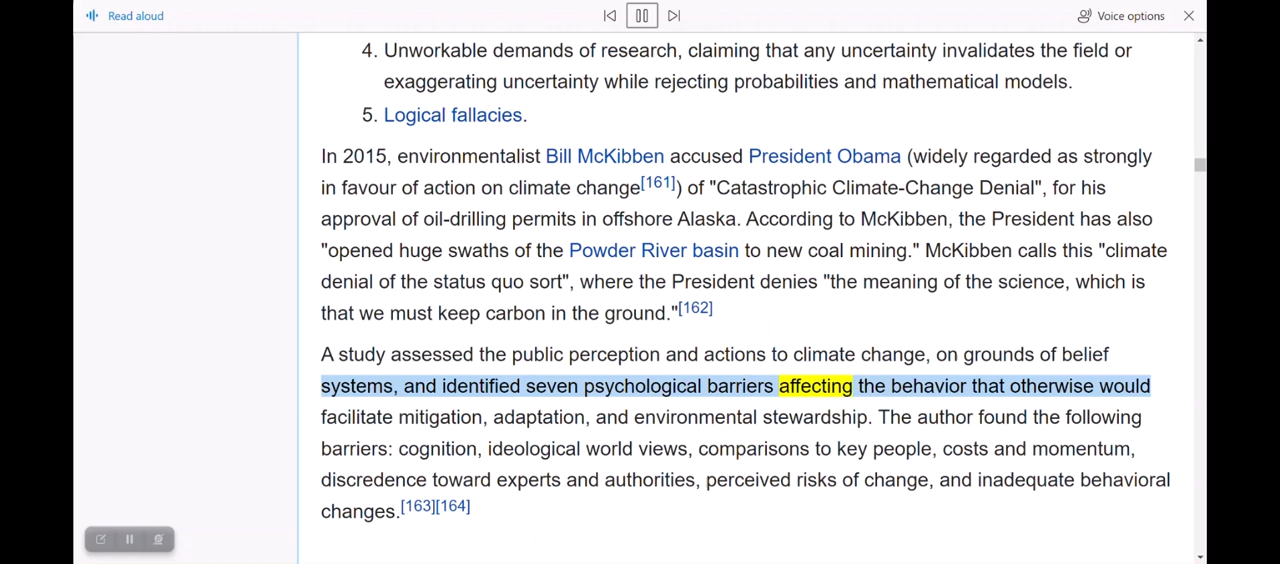 Read aloud
Voice options
4. Unworkable demands of research, claiming that any uncertainty invalidates the field or
exaggerating uncertainty while rejecting probabilities and mathematical models.
5. Logical fallacies.
In 2015, environmentalist Bill McKibben accused President Obama (widely regarded as strongly
in favour of action on climate change[161]) of "Catastrophic Climate-Change Denial", for his
approval of oil-drilling permits in offshore Alaska. According to McKibben, the President has also
"opened huge swaths of the Powder River basin to new coal mining." McKibben calls this "climate
denial of the status quo sort", where the President denies "the meaning of the science, which is
that we must keep carbon in the ground."[162]
A study assessed the public perception and actions to climate change, on grounds of belief
systems, and identified seven psychological barriers affecting the behavior that otherwise would
facilitate mitigation, adaptation, and environmental stewardship. The author found the following
barriers: cognition, ideological world views, comparisons to key people, costs and momentum,
discredence toward experts and authorities, perceived risks of change, and inadequate behavioral
changes.[163][164]